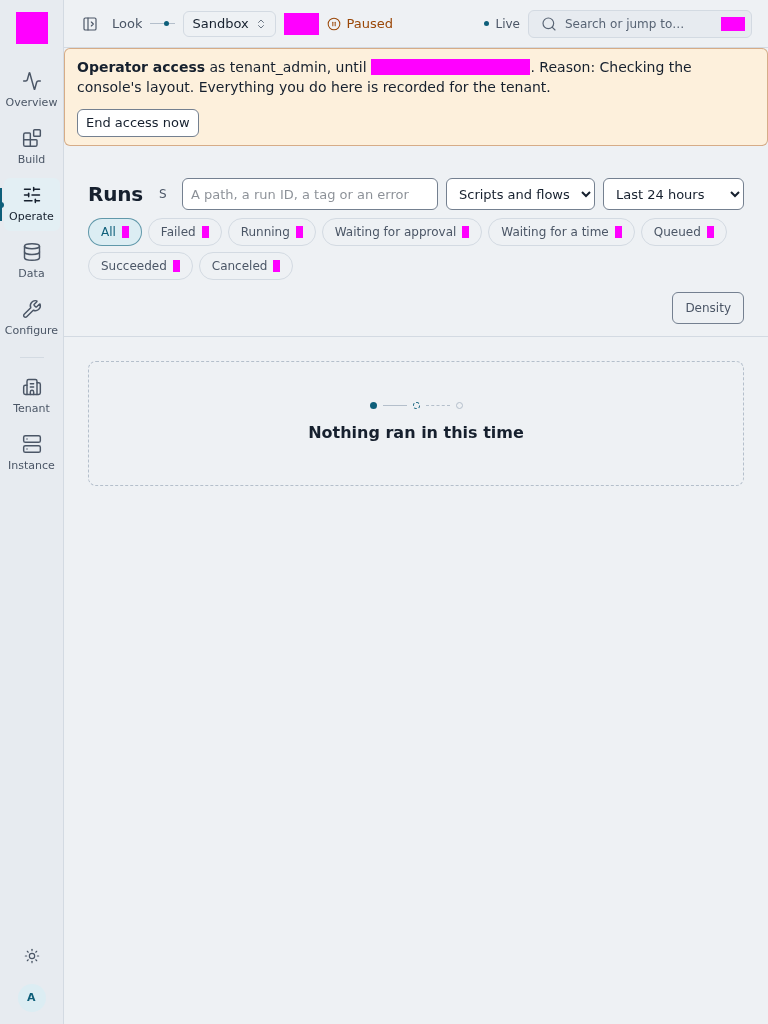 Look
Sandbox
Paused
Live
Search or jump to…
Operator access as tenant_admin, until . Reason: Checking the
console's layout. Everything you do here is recorded for the tenant.
End access now
Overview
Build
Operate
Data
Configure
Tenant
Instance
A
Runs
S
A path, a run ID, a tag or an error
Scripts and flows
Last 24 hours
All
Failed
Running
Waiting for approval
Waiting for a time
Queued
Succeeded
Canceled
Density
Nothing ran in this time